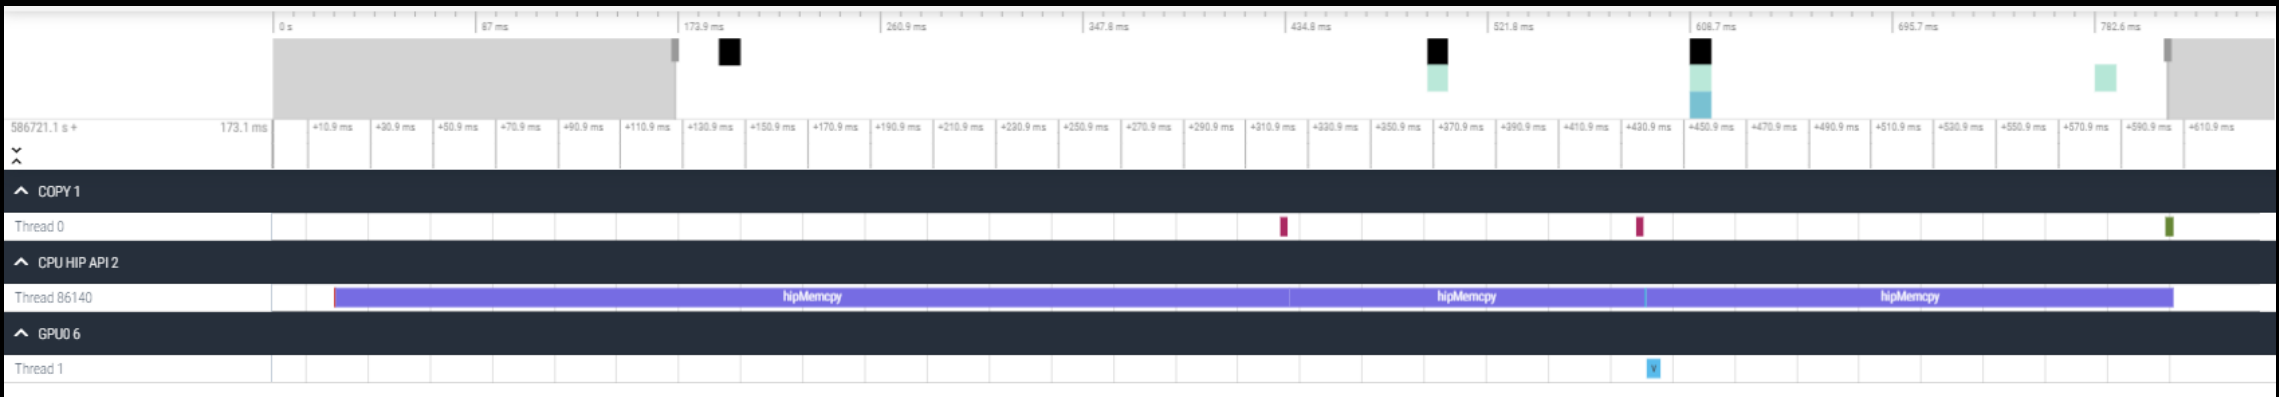 0 s 87 ms 173.9 ms 260.9 ms 347.8 ms 434.8 ms 521.8 ms 608.7 ms 695.7 ms 782.6 ms
586721.1 s + 173.1 ms +10.9 ms +30.9 ms +50.9 ms +70.9 ms +90.9 ms +110.9 ms +130.9 ms +150.9 ms +170.9 ms +190.9 ms +210.9 ms +230.9 ms +250.9 ms +270.9 ms +290.9 ms +310.9 ms +330.9 ms +350.9 ms +370.9 ms +390.9 ms +410.9 ms +430.9 ms +450.9 ms +470.9 ms +490.9 ms +510.9 ms +530.9 ms +550.9 ms +570.9 ms +590.9 ms +610.9 ms
COPY 1
Thread 0
CPU HIP API 2
Thread 86140 hipMemcpy hipMemcpy hipMemcpy
GPU0 6
Thread 1 v